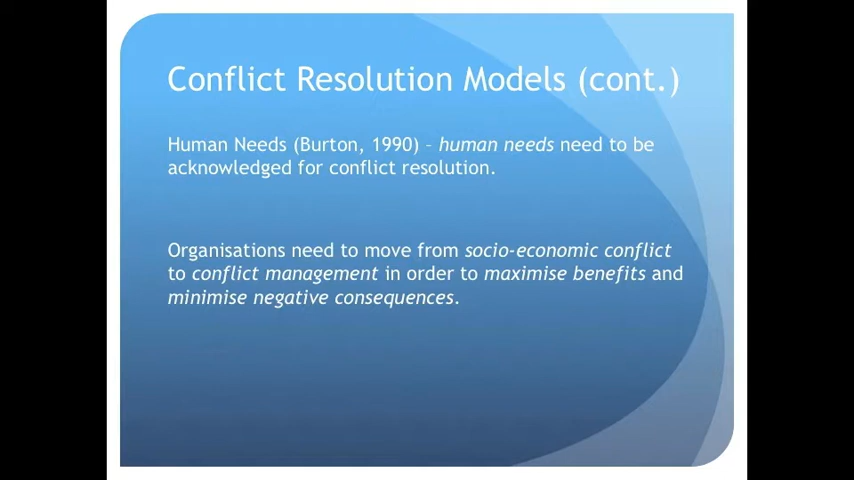 Conflict Resolution Models (cont.)
Human Needs (Burton, 1990) – human needs need to be
acknowledged for conflict resolution.
Organisations need to move from socio-economic conflict
to conflict management in order to maximise benefits and
minimise negative consequences.